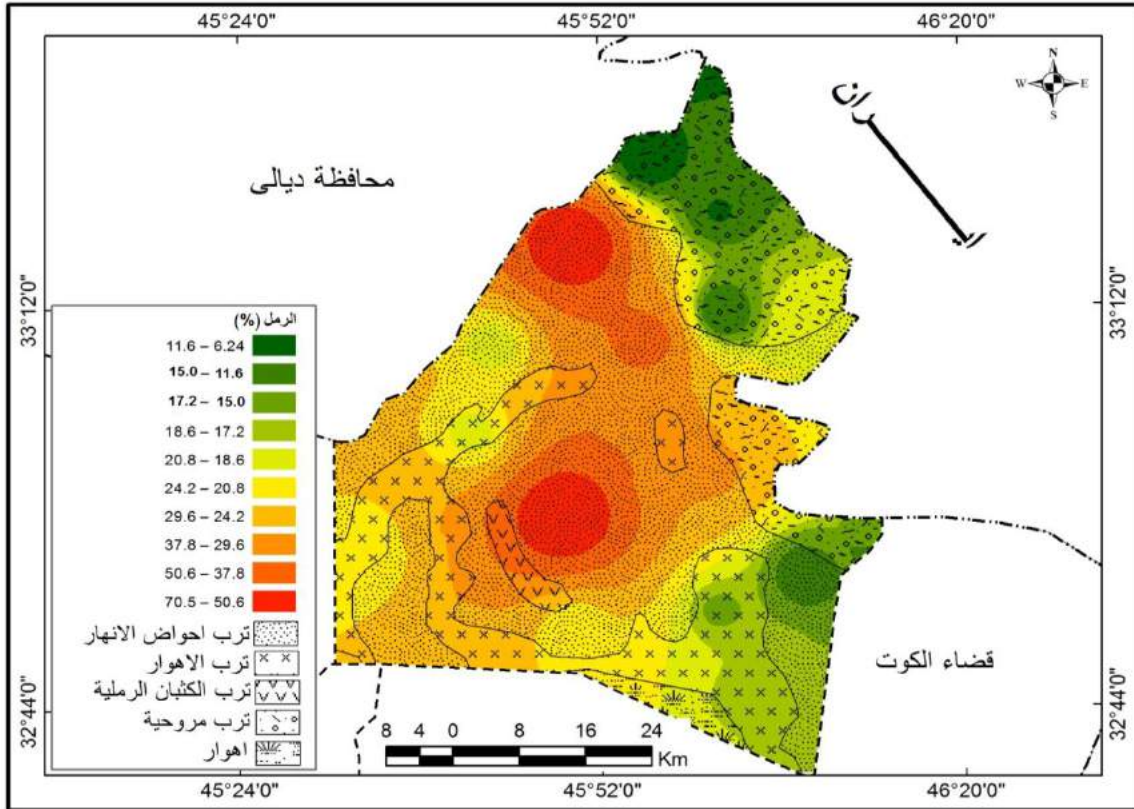 45°24'0"
45°52'0"
46°20'0"
N
W E
S
محافظة ديالى
33°12'0"
33°12'0"
الرمل (%)
11.6 – 6.24
15.0 – 11.6
17.2 – 15.0
18.6 – 17.2
20.8 – 18.6
24.2 – 20.8
29.6 – 24.2
37.8 – 29.6
50.6 – 37.8
70.5 – 50.6
ترب احواض الانهار
ترب الاهوار
ترب الكثبان الرملية
ترب مروحية
اهوار
قضاء الكوت
32°44'0"
32°44'0"
8 4 0 8 16 24
Km
45°24'0"
45°52'0"
46°20'0"